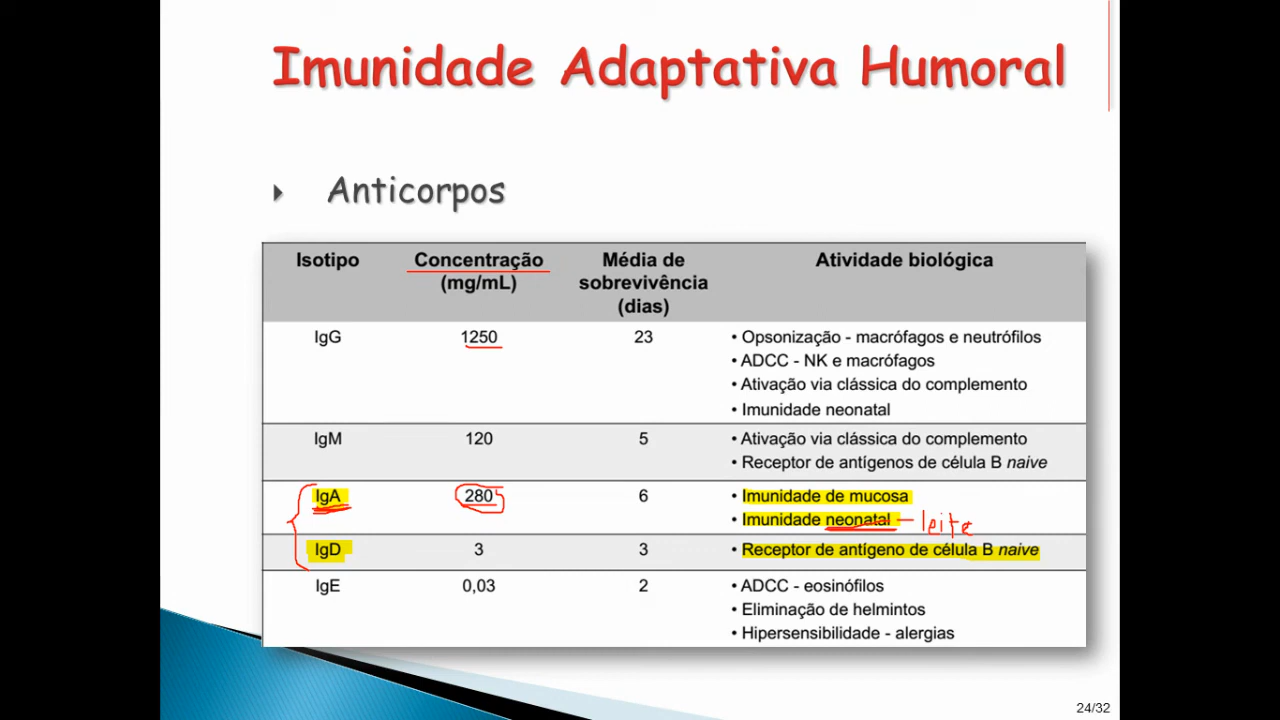 Imunidade Adaptativa Humoral
Anticorpos
Isotipo Concentração (mg/mL) Média de sobrevivência (dias) Atividade biológica
IgG 1250 23 • Opsonização - macrófagos e neutrófilos
• ADCC - NK e macrófagos
• Ativação via clássica do complemento
• Imunidade neonatal
IgM 120 5 • Ativação via clássica do complemento
• Receptor de antígenos de célula B naive
IgA 280 6 • Imunidade de mucosa
• Imunidade neonatal – leite
IgD 3 3 • Receptor de antígeno de célula B naive
IgE 0,03 2 • ADCC - eosinófilos
• Eliminação de helmintos
• Hipersensibilidade - alergias
24/32